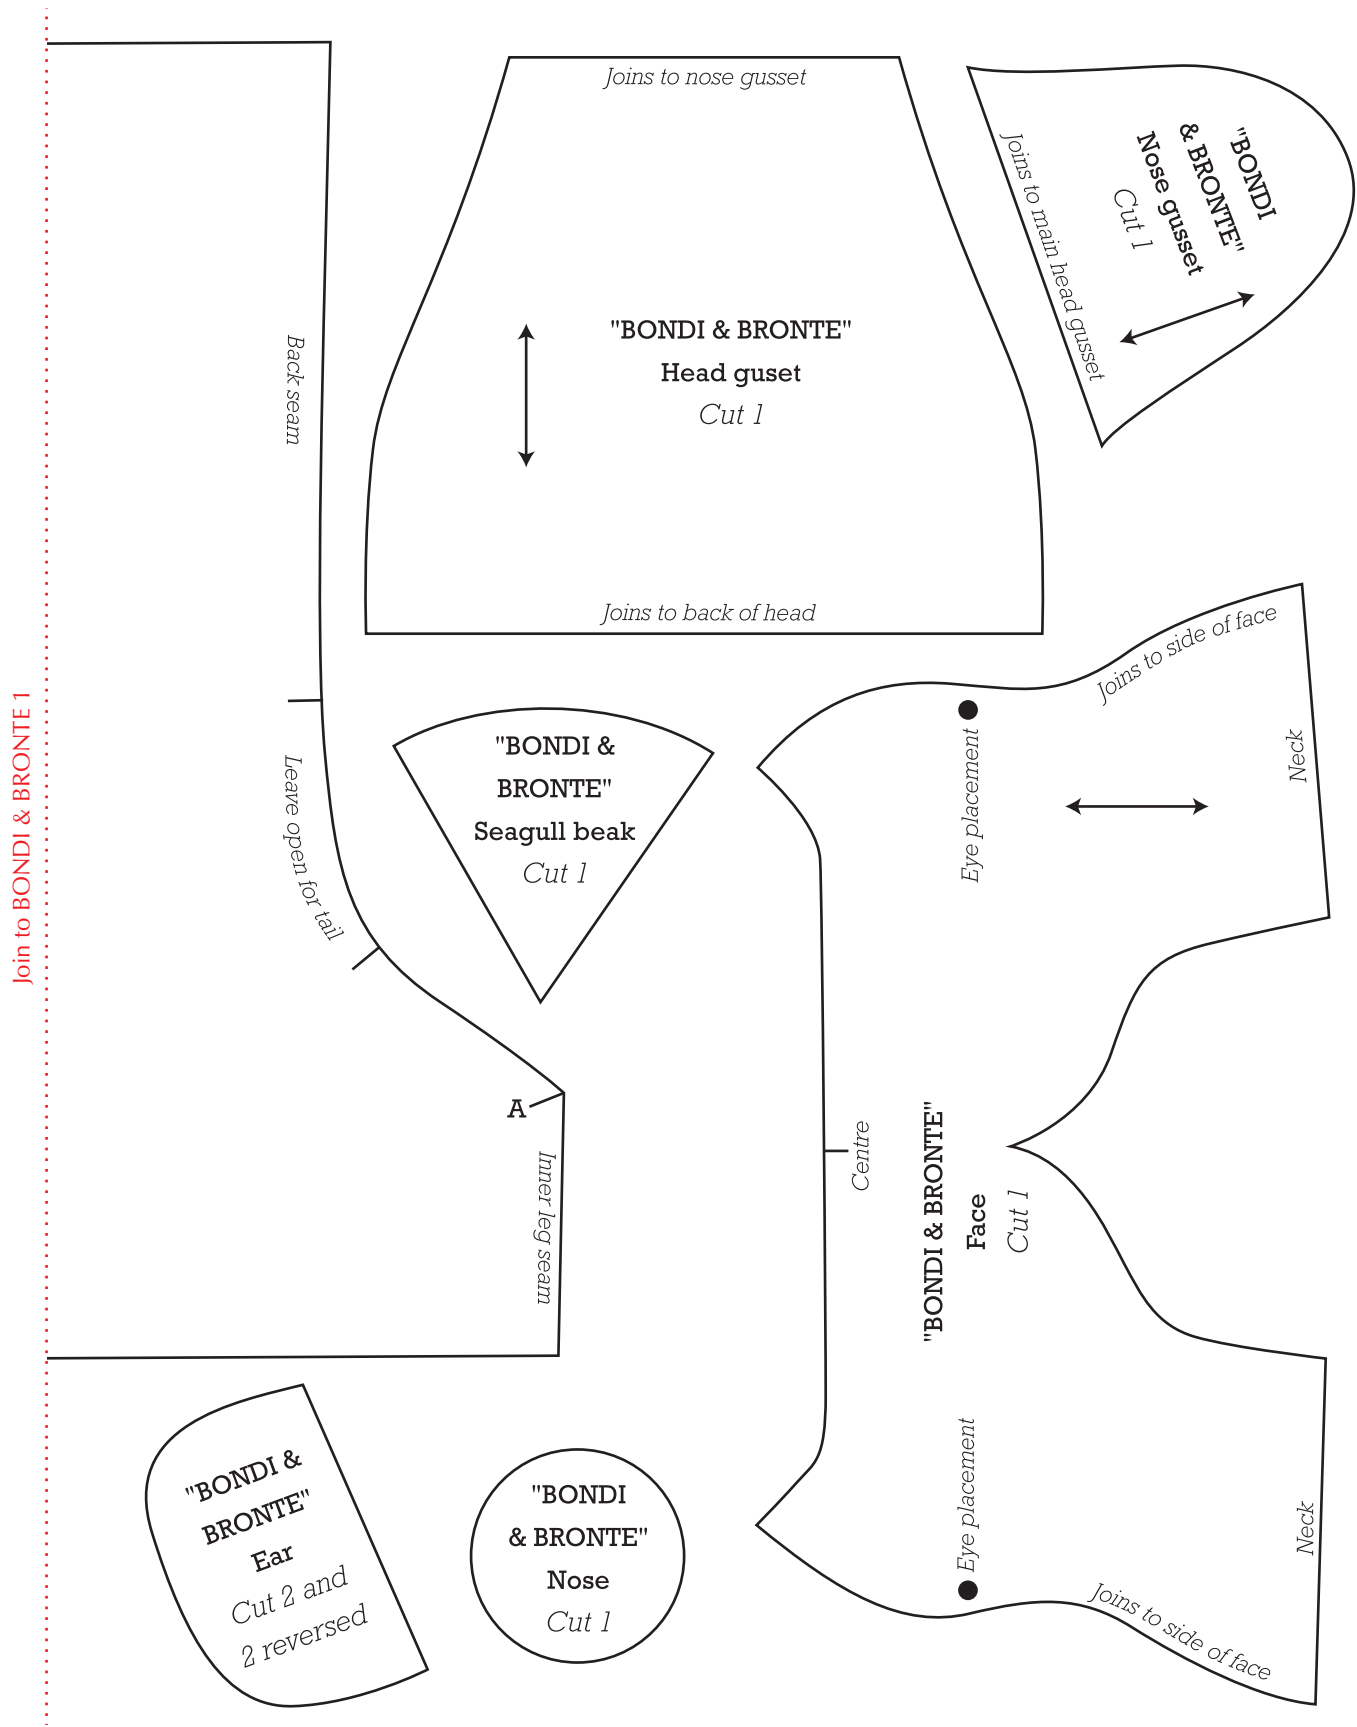 Join to BONDI & BRONTE 1
Back seam
Leave open for tail
A
Inner leg seam
Joins to nose gusset
"BONDI & BRONTE"
Head guset
Cut 1
Joins to back of head
"BONDI
& BRONTE"
Nose gusset
Cut 1
Joins to main head gusset
"BONDI &
BRONTE"
Seagull beak
Cut 1
Joins to side of face
Neck
Eye placement
Centre
"BONDI & BRONTE"
Face
Cut 1
Eye placement
Neck
Joins to side of face
"BONDI &
BRONTE"
Ear
Cut 2 and
2 reversed
"BONDI
& BRONTE"
Nose
Cut 1